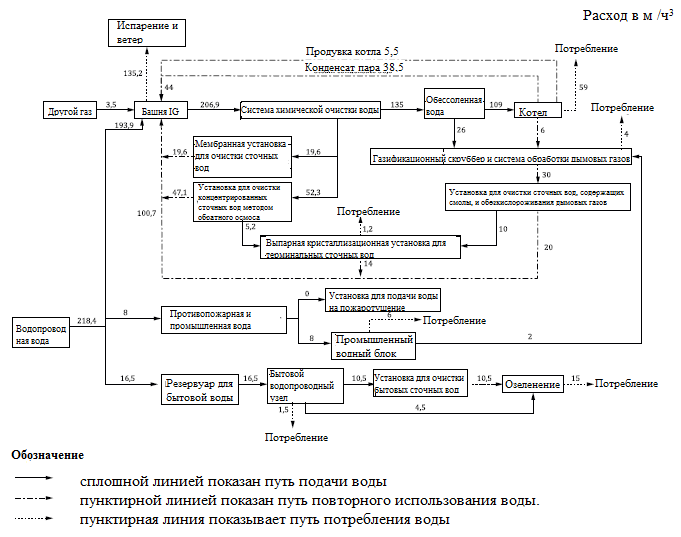 Расход в м /ч³
Испарение и
ветер
Продувка котла 5,5
Конденсат пара 38.5
Потребление
135,2
44
59
Другой газ
3,5
193,9
Башня IG
206,9
Система химической очистки воды
135
Обессоленная
вода
109
Котел
Потребление
26
6
4
Мембранная установка
для очистки сточных
вод
19,6
19,6
Газификационный скруббер и система обработки дымовых газов
30
Установка для очистки
концентрированных
сточных вод методом
обратного осмоса
47,1
52,3
Установка для очистки сточных вод, содержащих
смолы, и обескислороживания дымовых газов
100,7
Потребление
5,2
1,2
10
20
Выпарная кристаллизационная установка для
терминальных сточных вод
14
Водопровод
ная вода
218,4
8
Противопожарная и
промышленная вода
0
Установка для подачи воды
на пожаротушение
8
Промышленный
водный блок
6
Потребление
2
16,5
Резервуар для
бытовой воды
16,5
Бытовой
водопроводный
узел
10,5
Установка для очистки
бытовых сточных вод
10,5
Озеленение
15
Потребление
1,5
4,5
Потребление
Обозначение
сплошной линией показан путь подачи воды
пунктирной линией показан путь повторного использования воды.
пунктирная линия показывает путь потребления воды